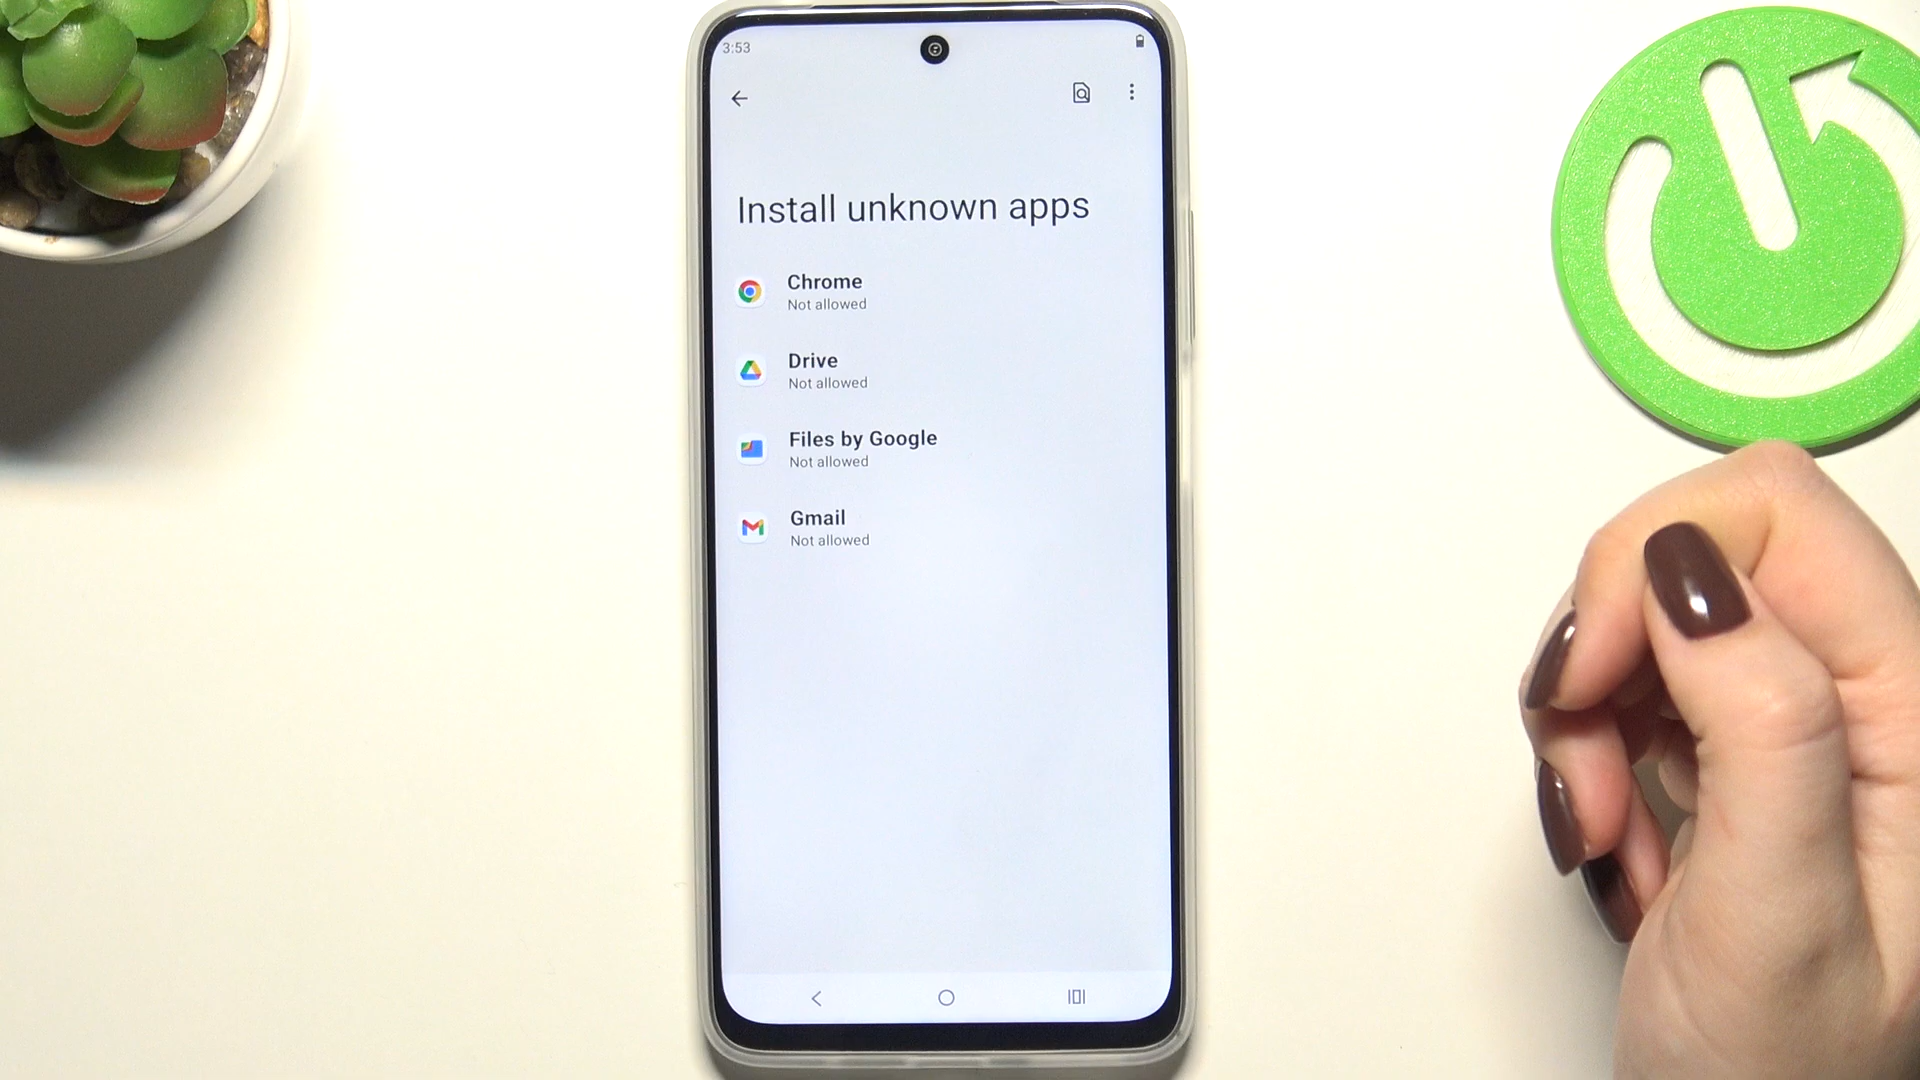 3:53
Install unknown apps
Chrome
Not allowed
Drive
Not allowed
Files by Google
Not allowed
Gmail
Not allowed